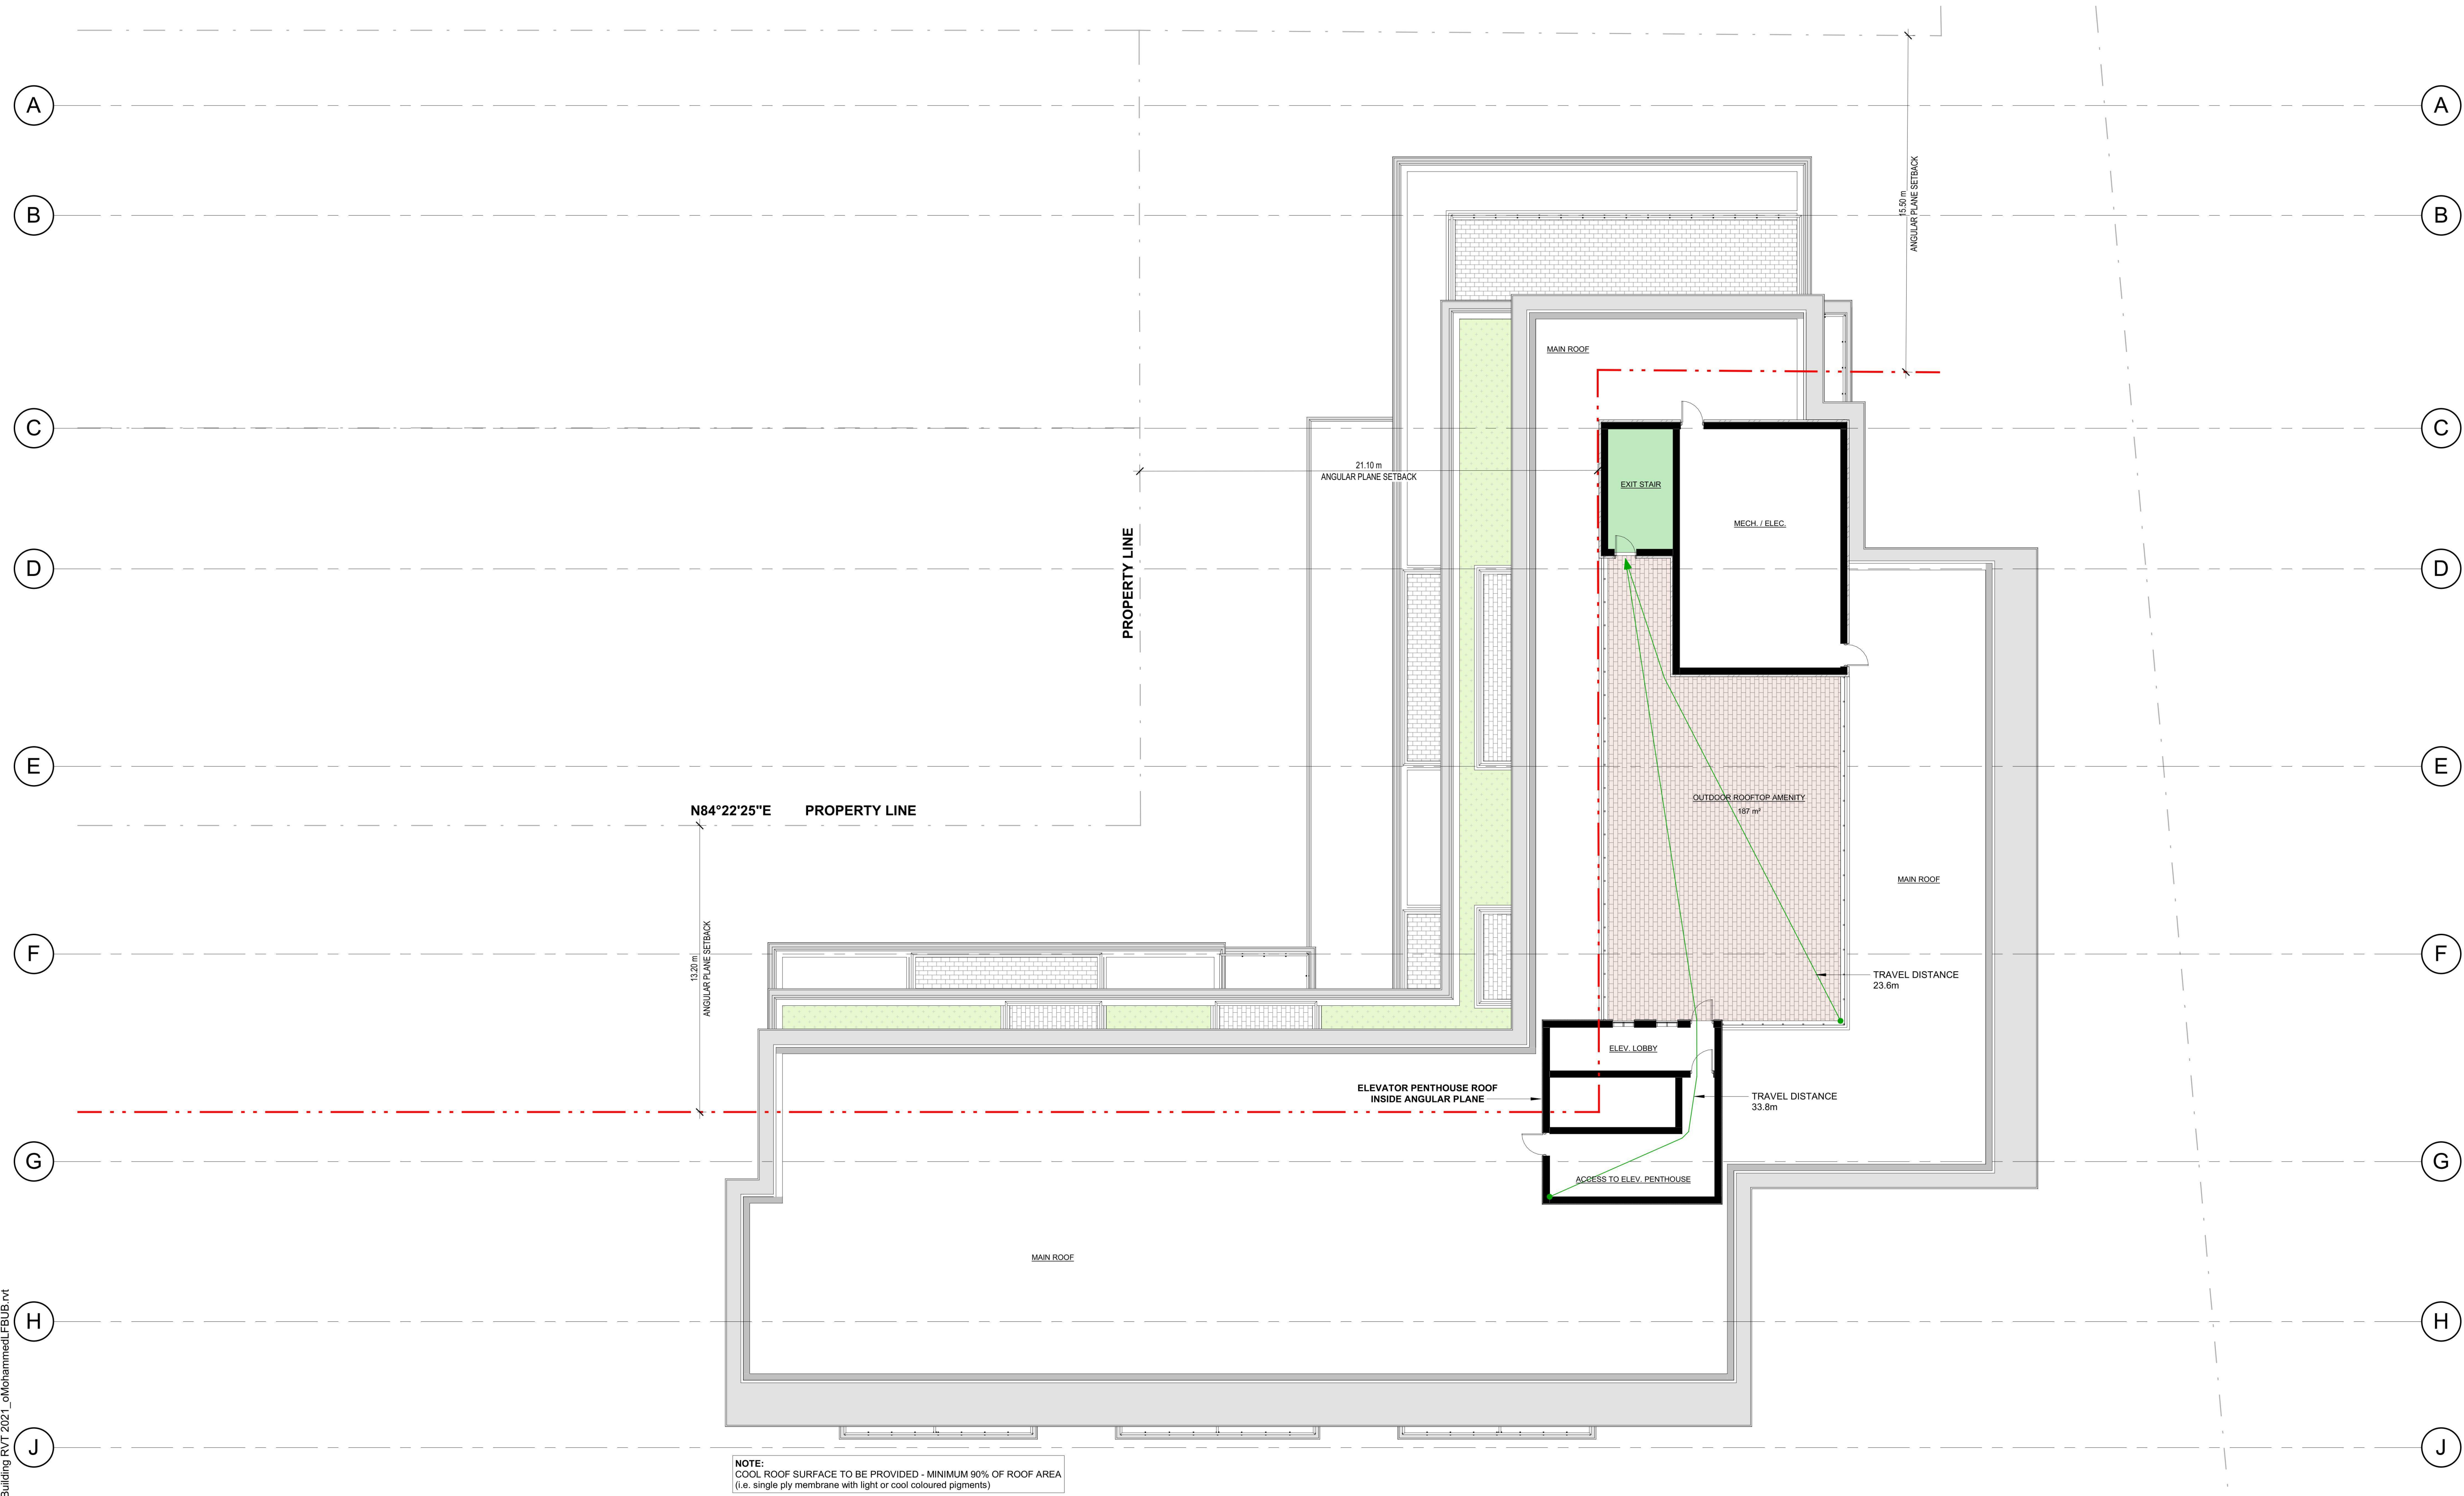 A
A
B
B
15.50 m
ANGULAR PLANE SETBACK
MAIN ROOF
C
C
21.10 m
ANGULAR PLANE SETBACK
EXIT STAIR
MECH. / ELEC.
PROPERTY LINE
D
D
E
E
N84°22'25"E PROPERTY LINE
OUTDOOR ROOFTOP AMENITY
187 m²
MAIN ROOF
13.20 m
ANGULAR PLANE SETBACK
F
F
TRAVEL DISTANCE
23.6m
ELEV. LOBBY
ELEVATOR PENTHOUSE ROOF
INSIDE ANGULAR PLANE
TRAVEL DISTANCE
33.8m
G
G
ACCESS TO ELEV. PENTHOUSE
MAIN ROOF
H
H
Building RVT 2021_oMohammedLFBUB.rvt
J
J
NOTE:
COOL ROOF SURFACE TO BE PROVIDED - MINIMUM 90% OF ROOF AREA
(i.e. single ply membrane with light or cool coloured pigments)